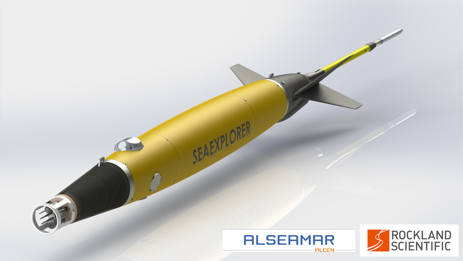 SEAEXPLORER
ALSEAMAR
ALCEN
ROCKLAND
SCIENTIFIC